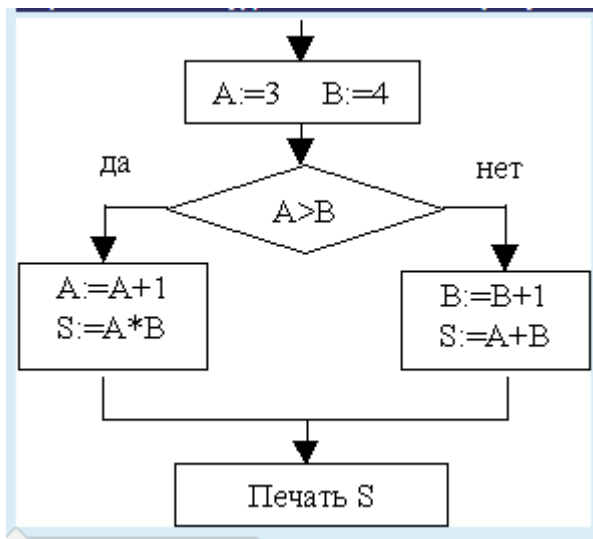 A:=3 B:=4
да
нет
A>B
A:=A+1
S:=A*B
B:=B+1
S:=A+B
Печать S